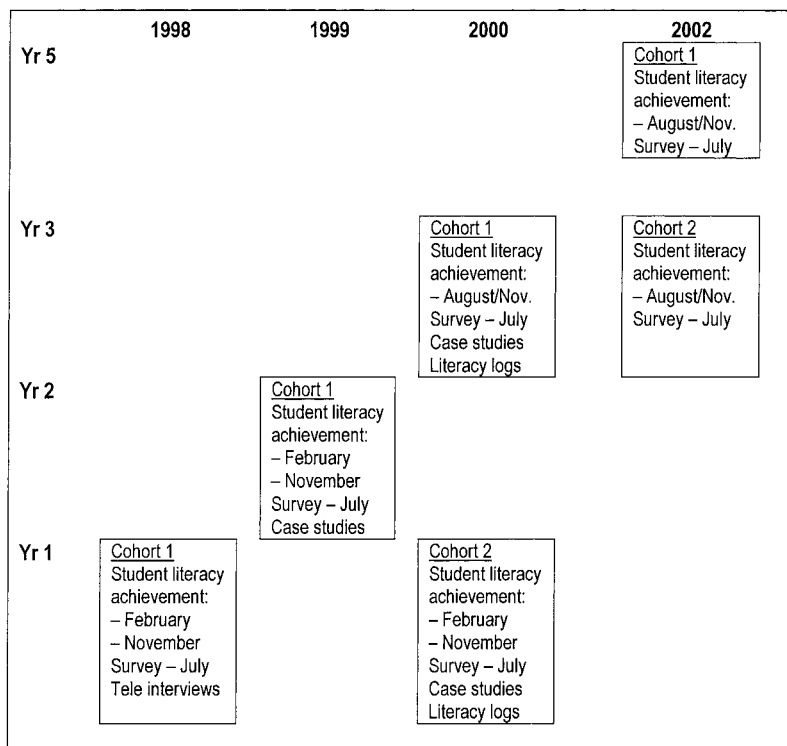 1998 1999 2000 2002
Yr 5
Cohort 1
Student literacy
achievement:
– August/Nov.
Survey – July
Yr 3
Cohort 1
Student literacy
achievement:
– August/Nov.
Survey – July
Case studies
Literacy logs
Cohort 2
Student literacy
achievement:
– August/Nov.
Survey – July
Yr 2
Cohort 1
Student literacy
achievement:
– February
– November
Survey – July
Case studies
Yr 1
Cohort 1
Student literacy
achievement:
– February
– November
Survey – July
Tele interviews
Cohort 2
Student literacy
achievement:
– February
– November
Survey – July
Case studies
Literacy logs